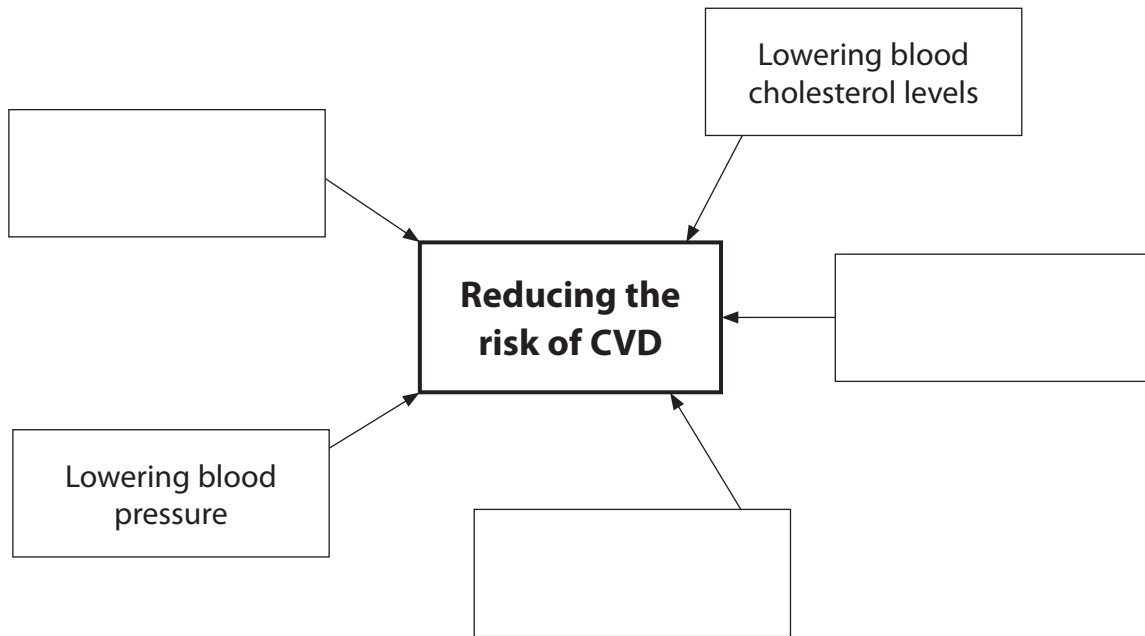 Lowering blood
cholesterol levels
Reducing the
risk of CVD
Lowering blood
pressure